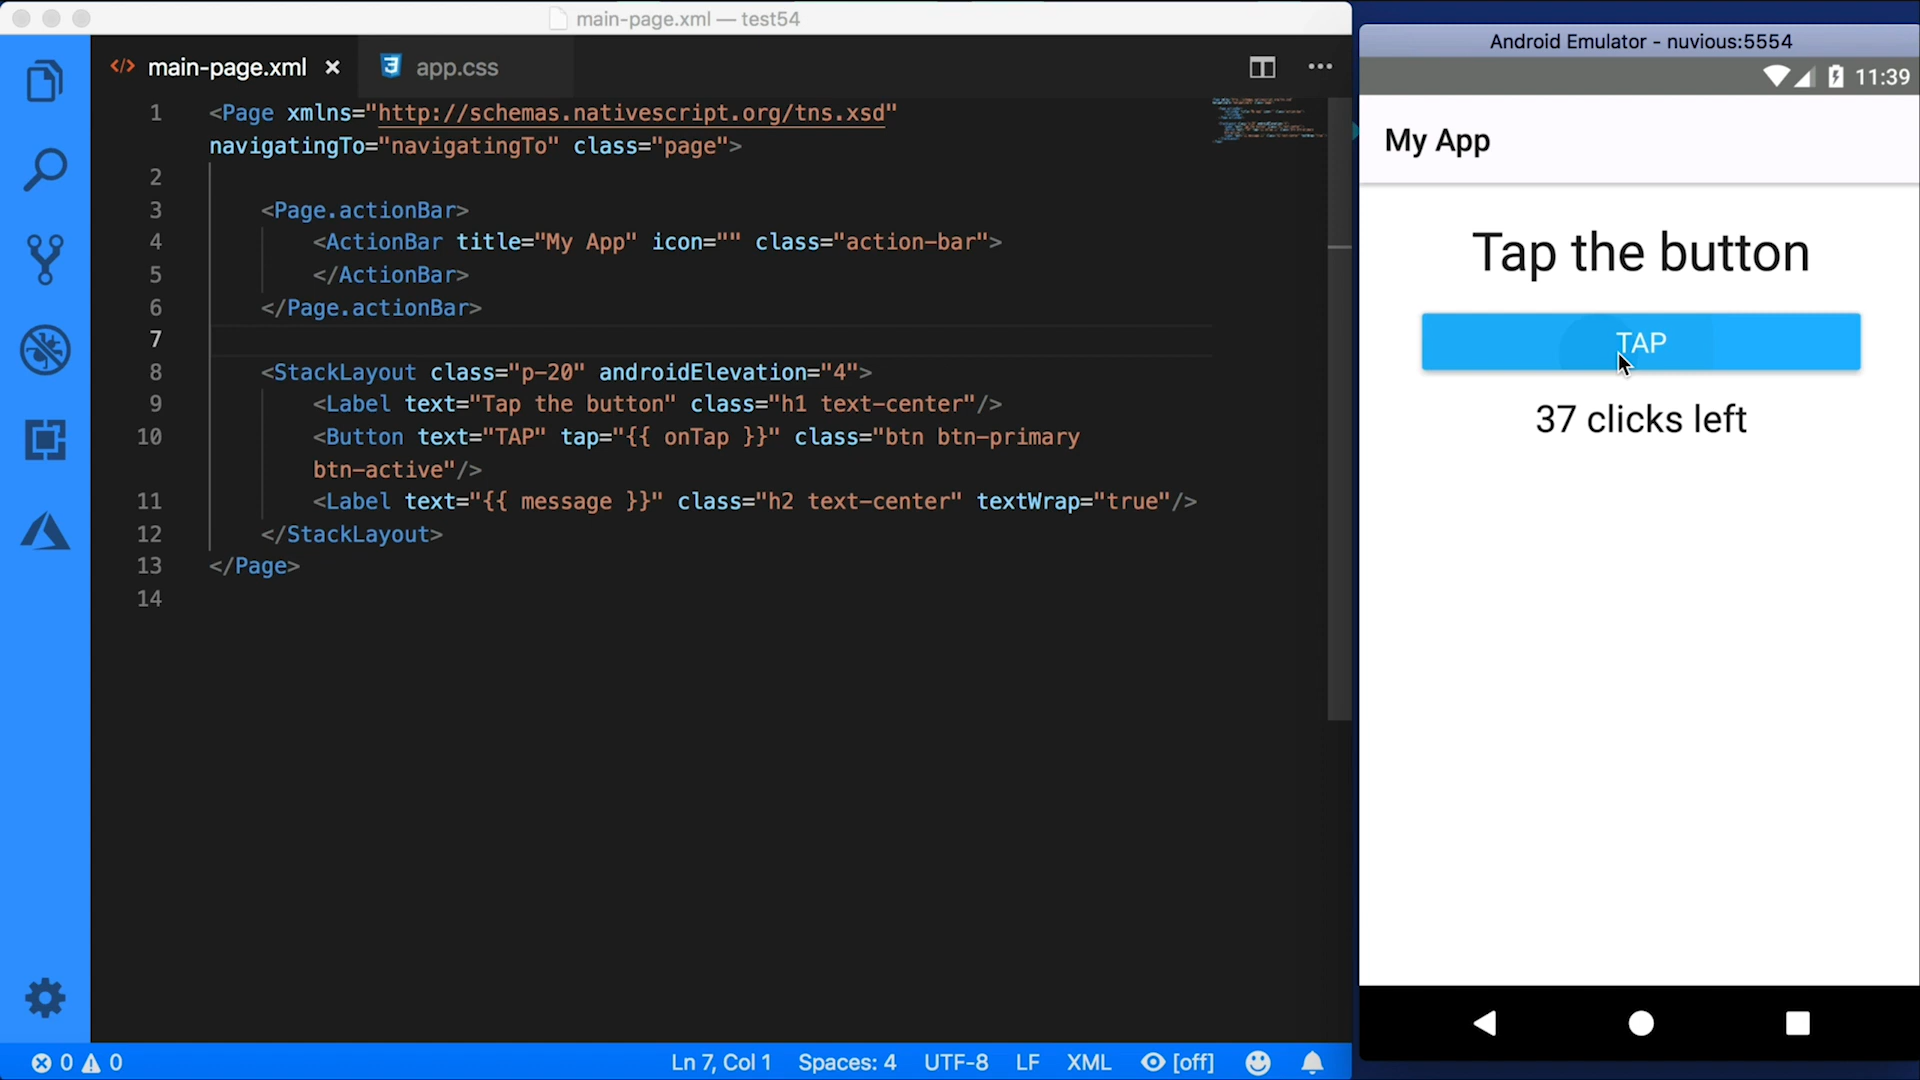 main-page.xml — test54
main-page.xml
app.css
1 <Page xmlns="http://schemas.nativescript.org/tns.xsd"
navigatingTo="navigatingTo" class="page">
2
3 <Page.actionBar>
4 <ActionBar title="My App" icon="" class="action-bar">
5 </ActionBar>
6 </Page.actionBar>
7
8 <StackLayout class="p-20" androidElevation="4">
9 <Label text="Tap the button" class="h1 text-center"/>
10 <Button text="TAP" tap="{{ onTap }}" class="btn btn-primary
btn-active"/>
11 <Label text="{{ message }}" class="h2 text-center" textWrap="true"/>
12 </StackLayout>
13 </Page>
14
0 0 Ln 7, Col 1 Spaces: 4 UTF-8 LF XML [off]
Android Emulator - nuvious:5554
11:39
My App
Tap the button
TAP
37 clicks left